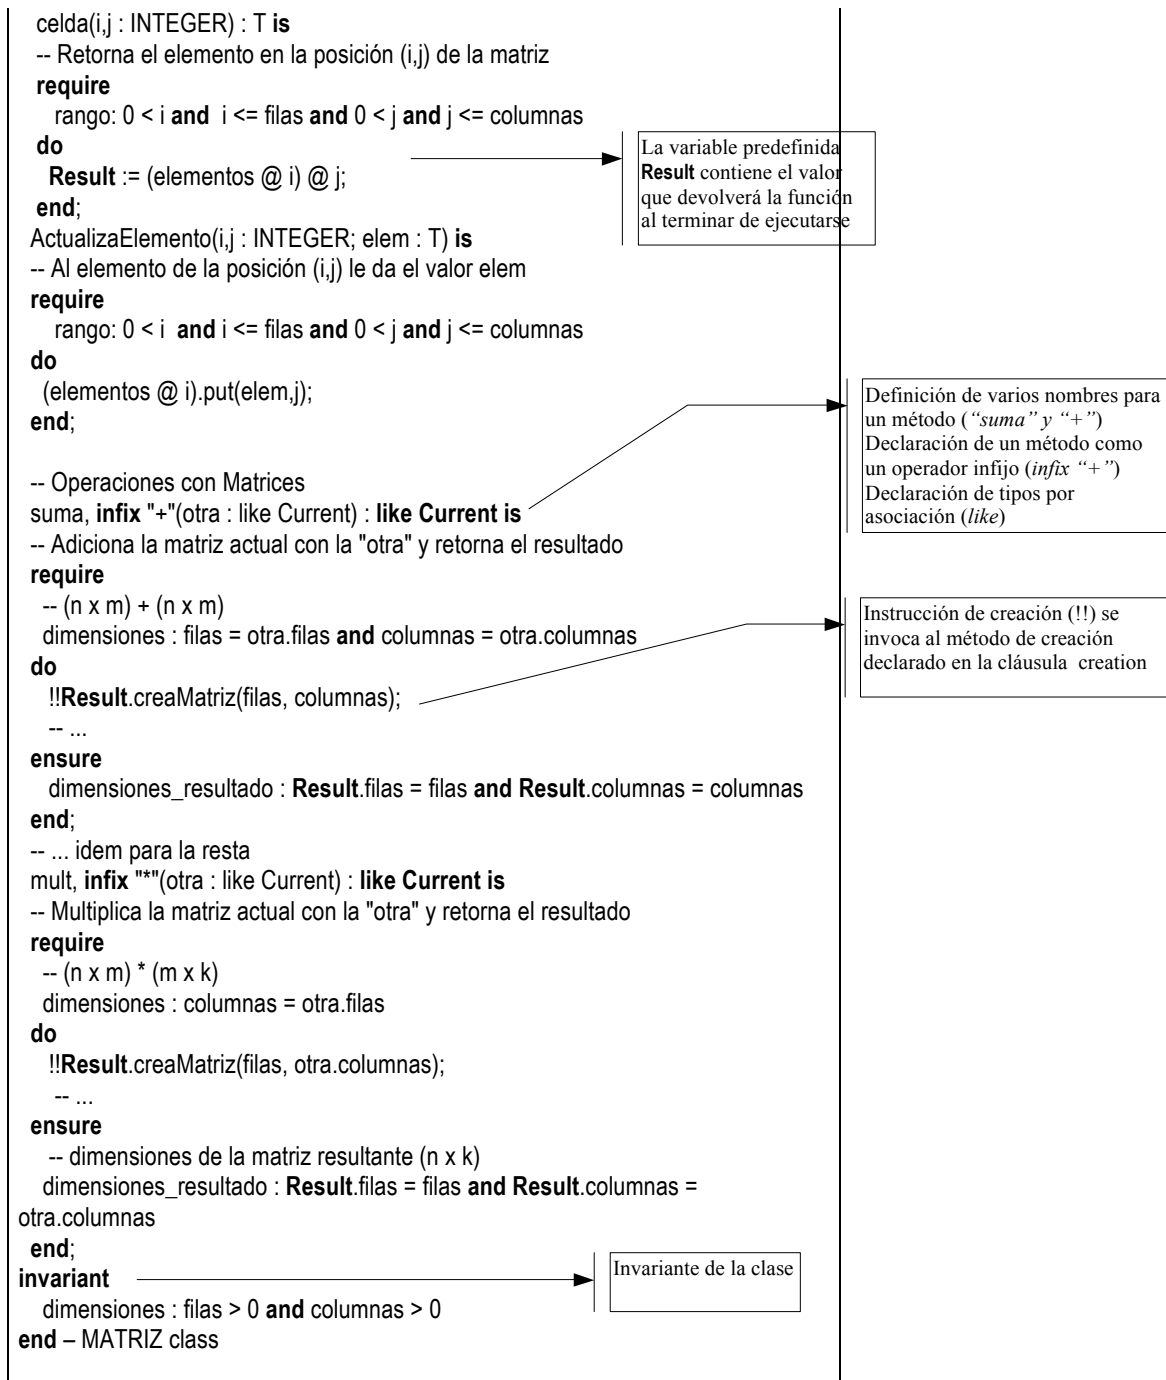 celda(i,j : INTEGER) : T is
-- Retorna el elemento en la posición (i,j) de la matriz
require
rango: 0 < i and i <= filas and 0 < j and j <= columnas
do
Result := (elementos @ i) @ j;
end;
La variable predefinida
Result contiene el valor
que devolverá la función
al terminar de ejecutarse
ActualizaElemento(i,j : INTEGER; elem : T) is
-- Al elemento de la posición (i,j) le da el valor elem
require
rango: 0 < i and i <= filas and 0 < j and j <= columnas
do
(elementos @ i).put(elem,j);
end;
Definición de varios nombres para
un método (“suma” y “+”)
Declaración de un método como
un operador infijo (infix “+”)
Declaración de tipos por
asociación (like)
-- Operaciones con Matrices
suma, infix "+"(otra : like Current) : like Current is
-- Adiciona la matriz actual con la "otra" y retorna el resultado
require
-- (n x m) + (n x m)
dimensiones : filas = otra.filas and columnas = otra.columnas
do
!!Result.creaMatriz(filas, columnas);
-- ...
Instrucción de creación (!!) se
invoca al método de creación
declarado en la cláusula creation
ensure
dimensiones_resultado : Result.filas = filas and Result.columnas = columnas
end;
-- ... idem para la resta
mult, infix "*"(otra : like Current) : like Current is
-- Multiplica la matriz actual con la "otra" y retorna el resultado
require
-- (n x m) * (m x k)
dimensiones : columnas = otra.filas
do
!!Result.creaMatriz(filas, otra.columnas);
-- ...
ensure
-- dimensiones de la matriz resultante (n x k)
dimensiones_resultado : Result.filas = filas and Result.columnas =
otra.columnas
end;
invariant
Invariante de la clase
dimensiones : filas > 0 and columnas > 0
end – MATRIZ class